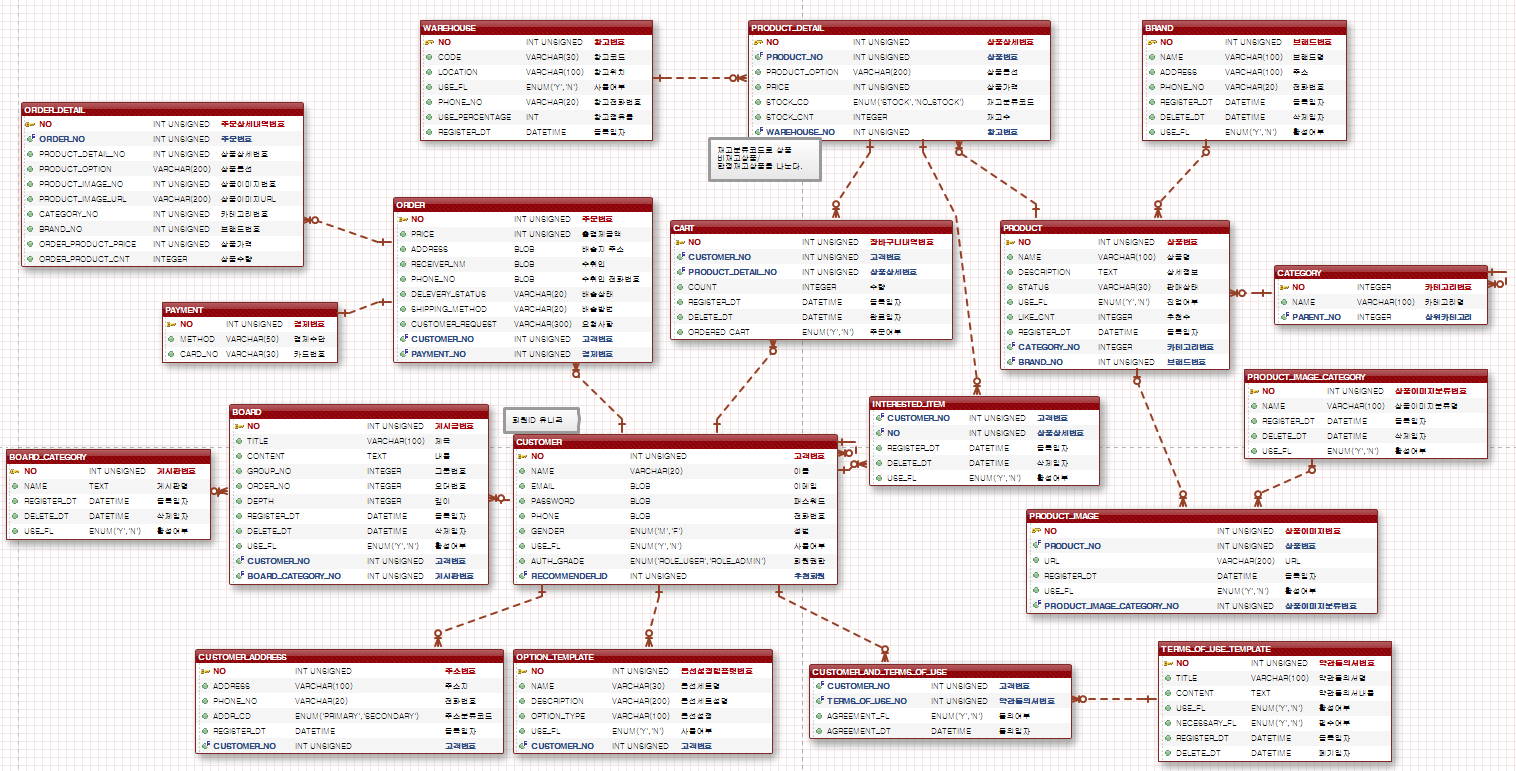 WAREHOUSE
NO INT UNSIGNED 창고번호
CODE VARCHAR(30) 창고코드
LOCATION VARCHAR(100) 창고위치
USE_FL ENUM('Y','N') 사용여부
PHONE_NO VARCHAR(20) 창고전화번호
USE_PERCENTAGE INT 창고점유율
REGISTER_DT DATETIME 등록일자
PRODUCT_DETAIL
NO INT UNSIGNED 상품상세번호
PRODUCT_NO INT UNSIGNED 상품번호
PRODUCT_OPTION VARCHAR(200) 상품옵션
PRICE INT UNSIGNED 상품가격
STOCK_CD ENUM('STOCK','NO_STOCK') 재고분류코드
STOCK_CNT INTEGER 재고수
WAREHOUSE_NO INT UNSIGNED 창고번호
재고분류코드로 상품
비재고상품/
한정재고상품를 나눈다.
BRAND
NO INT UNSIGNED 브랜드번호
NAME VARCHAR(100) 브랜드명
ADDRESS VARCHAR(100) 주소
PHONE_NO VARCHAR(20) 전화번호
REGISTER_DT DATETIME 등록일자
DELETE_DT DATETIME 삭제일자
USE_FL ENUM('Y','N') 활성여부
ORDER_DETAIL
NO INT UNSIGNED 주문상세내역번호
ORDER_NO INT UNSIGNED 주문번호
PRODUCT_DETAIL_NO INT UNSIGNED 상품상세번호
PRODUCT_OPTION VARCHAR(200) 상품옵션
PRODUCT_IMAGE_NO INT UNSIGNED 상품이미지번호
PRODUCT_IMAGE_URL VARCHAR(200) 상품이미지URL
CATEGORY_NO INT UNSIGNED 카테고리번호
BRAND_NO INT UNSIGNED 브랜드번호
ORDER_PRODUCT_PRICE INT UNSIGNED 상품가격
ORDER_PRODUCT_CNT INTEGER 상품수량
ORDER
NO INT UNSIGNED 주문번호
PRICE INT UNSIGNED 총결제금액
ADDRESS BLOB 배송지 주소
RECEIVER_NM BLOB 수취인
PHONE_NO BLOB 수취인 전화번호
DELEVERY_STATUS VARCHAR(20) 배송상태
SHIPPING_METHOD VARCHAR(20) 배송방법
CUSTOMER_REQUEST VARCHAR(300) 요청사항
CUSTOMER_NO INT UNSIGNED 고객번호
PAYMENT_NO INT UNSIGNED 결제번호
CART
NO INT UNSIGNED 장바구니내역번호
CUSTOMER_NO INT UNSIGNED 고객번호
PRODUCT_DETAIL_NO INT UNSIGNED 상품상세번호
COUNT INTEGER 수량
REGISTER_DT DATETIME 등록일자
DELETE_DT DATETIME 만료일자
ORDERED_CART ENUM('Y','N') 주문여부
PRODUCT
NO INT UNSIGNED 상품번호
NAME VARCHAR(100) 상품명
DESCRIPTION TEXT 상세정보
STATUS VARCHAR(30) 판매상태
USE_FL ENUM('Y','N') 진열여부
LIKE_CNT INTEGER 추천수
REGISTER_DT DATETIME 등록일자
CATEGORY_NO INTEGER 카테고리번호
BRAND_NO INT UNSIGNED 브랜드번호
CATEGORY
NO INTEGER 카테고리번호
NAME VARCHAR(100) 카테고리명
PARENT_NO INTEGER 상위카테고리
PAYMENT
NO INT UNSIGNED 결제번호
METHOD VARCHAR(50) 결제수단
CARD_NO VARCHAR(30) 카드번호
PRODUCT_IMAGE_CATEGORY
NO INT UNSIGNED 상품이미지분류번호
NAME VARCHAR(100) 상품이미지분류명
REGISTER_DT DATETIME 등록일자
DELETE_DT DATETIME 삭제일자
USE_FL ENUM('Y','N') 활성여부
INTERESTED_ITEM
CUSTOMER_NO INT UNSIGNED 고객번호
NO INT UNSIGNED 상품상세번호
REGISTER_DT DATETIME 등록일자
DELETE_DT DATETIME 삭제일자
USE_FL ENUM('Y','N') 활성여부
회원ID 유니크
BOARD
NO INT UNSIGNED 게시글번호
TITLE VARCHAR(100) 제목
CONTENT TEXT 내용
GROUP_NO INTEGER 그룹번호
ORDER_NO INTEGER 오더번호
DEPTH INTEGER 깊이
REGISTER_DT DATETIME 등록일자
DELETE_DT DATETIME 삭제일자
USE_FL ENUM('Y','N') 활성여부
CUSTOMER_NO INT UNSIGNED 고객번호
BOARD_CATEGORY_NO INT UNSIGNED 게시판번호
BOARD_CATEGORY
NO INT UNSIGNED 게시판번호
NAME TEXT 게시판명
REGISTER_DT DATETIME 등록일자
DELETE_DT DATETIME 삭제일자
USE_FL ENUM('Y','N') 활성여부
CUSTOMER
NO INT UNSIGNED 고객번호
NAME VARCHAR(20) 이름
EMAIL BLOB 이메일
PASSWORD BLOB 패스워드
PHONE BLOB 전화번호
GENDER ENUM('M','F') 성별
USE_FL ENUM('Y','N') 사용여부
AUTH_GRADE ENUM('ROLE_USER','ROLE_ADMIN') 회원권한
RECOMMENDER_ID INT UNSIGNED 추천회원
PRODUCT_IMAGE
NO INT UNSIGNED 상품이미지번호
PRODUCT_NO INT UNSIGNED 상품번호
URL VARCHAR(200) URL
REGISTER_DT DATETIME 등록일자
USE_FL ENUM('Y','N') 활성여부
PRODUCT_IMAGE_CATEGORY_NO INT UNSIGNED 상품이미지분류번호
CUSTOMER_ADDRESS
NO INT UNSIGNED 주소번호
ADDRESS VARCHAR(100) 주소지
PHONE_NO VARCHAR(20) 전화번호
ADDR_CD ENUM('PRIMARY','SECONDARY') 주소분류코드
REGISTER_DT DATETIME 등록일자
CUSTOMER_NO INT UNSIGNED 고객번호
OPTION_TEMPLATE
NO INT UNSIGNED 옵션설정템플릿번호
NAME VARCHAR(30) 옵션세트명
DESCRIPTION VARCHAR(200) 옵션세트설명
OPTION_TYPE VARCHAR(100) 옵션설정
USE_FL ENUM('Y','N') 사용여부
CUSTOMER_NO INT UNSIGNED 고객번호
CUSTOMER_AND_TERMS_OF_USE
CUSTOMER_NO INT UNSIGNED 고객번호
TERMS_OF_USE_NO INT UNSIGNED 약관동의서번호
AGREEMENT_FL ENUM('Y','N') 동의여부
AGREEMENT_DT DATETIME 동의일자
TERMS_OF_USE_TEMPLATE
NO INT UNSIGNED 약관동의서번호
TITLE VARCHAR(100) 약관동의서명
CONTENT TEXT 약관동의서내용
USE_FL ENUM('Y','N') 활성여부
NECESSARY_FL ENUM('Y','N') 필수여부
REGISTER_DT DATETIME 등록일자
DELETE_DT DATETIME 폐기일자